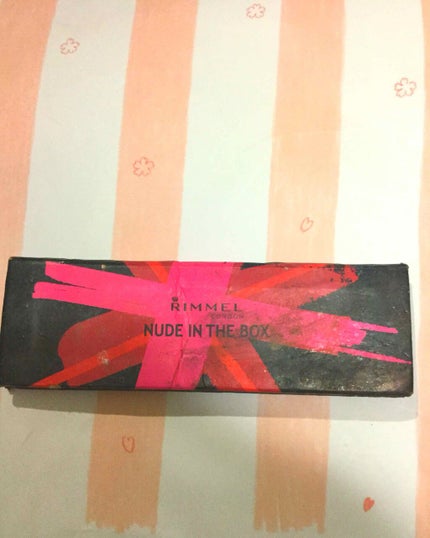 RIMMEL
LONDON
NUDE IN THE BOX